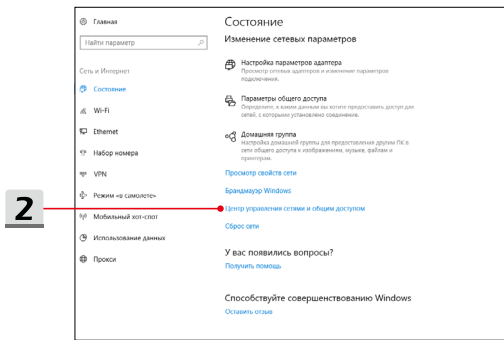 Главная
Найти параметр
Сеть и Интернет
Состояние
Wi-Fi
Ethernet
Набор номера
VPN
Режим «в самолете»
Мобильный хот-спот
Использование данных
Прокси
2
Состояние
Изменение сетевых параметров
Настройка параметров адаптера
Просмотр сетевых адаптеров и изменение параметров
подключения.
Параметры общего доступа
Определите, к каким данным вы хотите предоставить доступ для
сетей, с которыми установлено соединение.
Домашняя группа
Настройка домашней группы для предоставления другим ПК в
сети общего доступа к изображениям, музыке, файлам и
принтерам.
Просмотр свойств сети
Брандмауэр Windows
Центр управления сетями и общим доступом
Сброс сети
У вас появились вопросы?
Получить помощь
Способствуйте совершенствованию Windows
Оставить отзыв